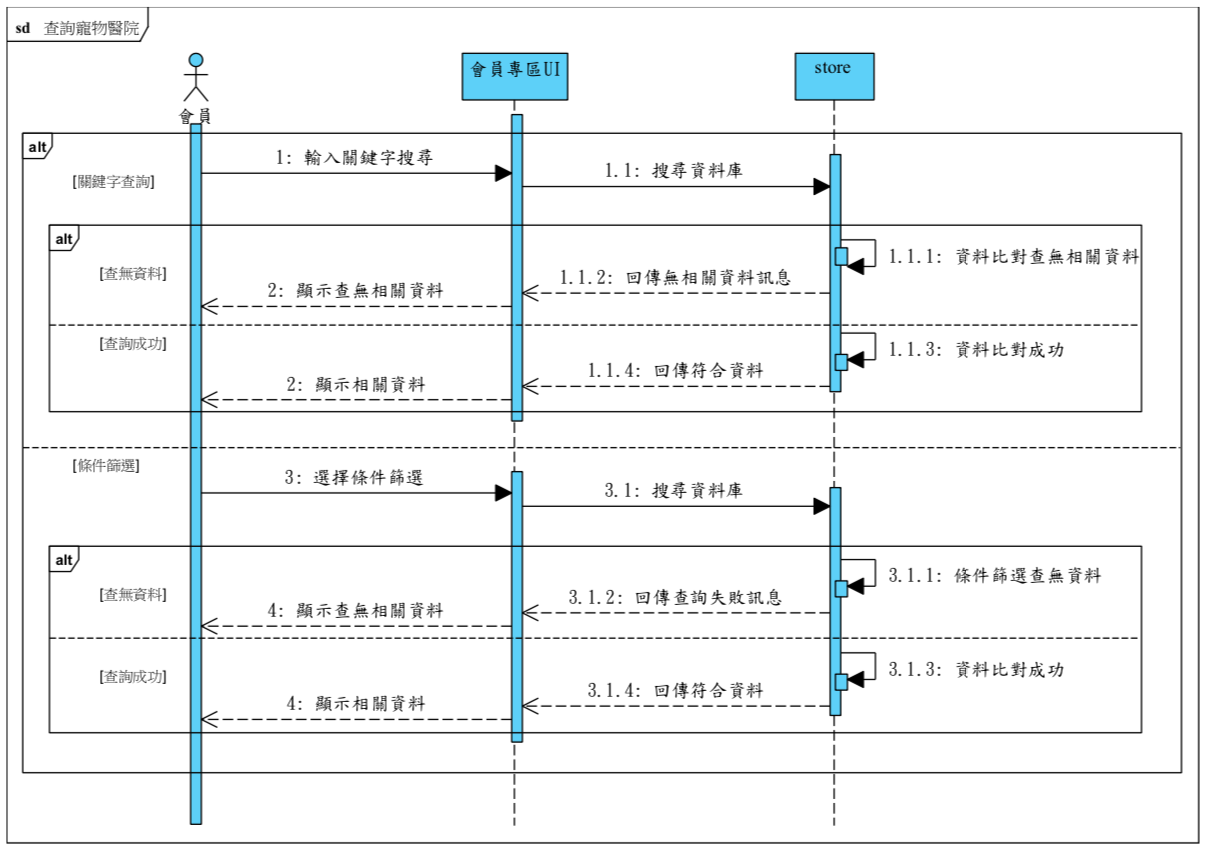 sd 查詢寵物醫院
會員
會員專區UI
store
alt
[關鍵字查詢]
1: 輸入關鍵字搜尋
1.1: 搜尋資料庫
alt
[查無資料]
1.1.1: 資料比對查無相關資料
1.1.2: 回傳無相關資料訊息
2: 顯示查無相關資料
[查詢成功]
1.1.3: 資料比對成功
1.1.4: 回傳符合資料
2: 顯示相關資料
[條件篩選]
3: 選擇條件篩選
3.1: 搜尋資料庫
alt
[查無資料]
3.1.1: 條件篩選查無資料
3.1.2: 回傳查詢失敗訊息
4: 顯示查無相關資料
[查詢成功]
3.1.3: 資料比對成功
3.1.4: 回傳符合資料
4: 顯示相關資料